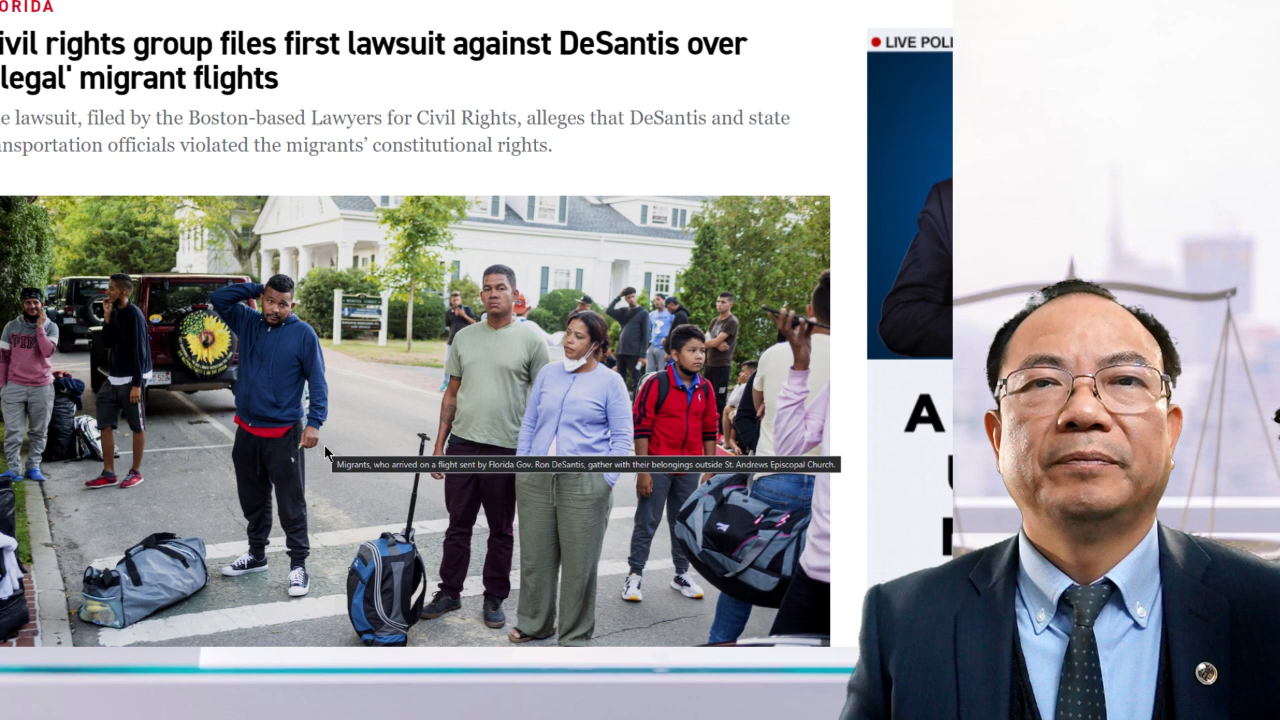 ORIDA
ivil rights group files first lawsuit against DeSantis over
llegal' migrant flights
e lawsuit, filed by the Boston-based Lawyers for Civil Rights, alleges that DeSantis and state
ansportation officials violated the migrants’ constitutional rights.
LIVE POLI
Migrants, who arrived on a flight sent by Florida Gov. Ron DeSantis, gather with their belongings outside St. Andrews Episcopal Church.
A